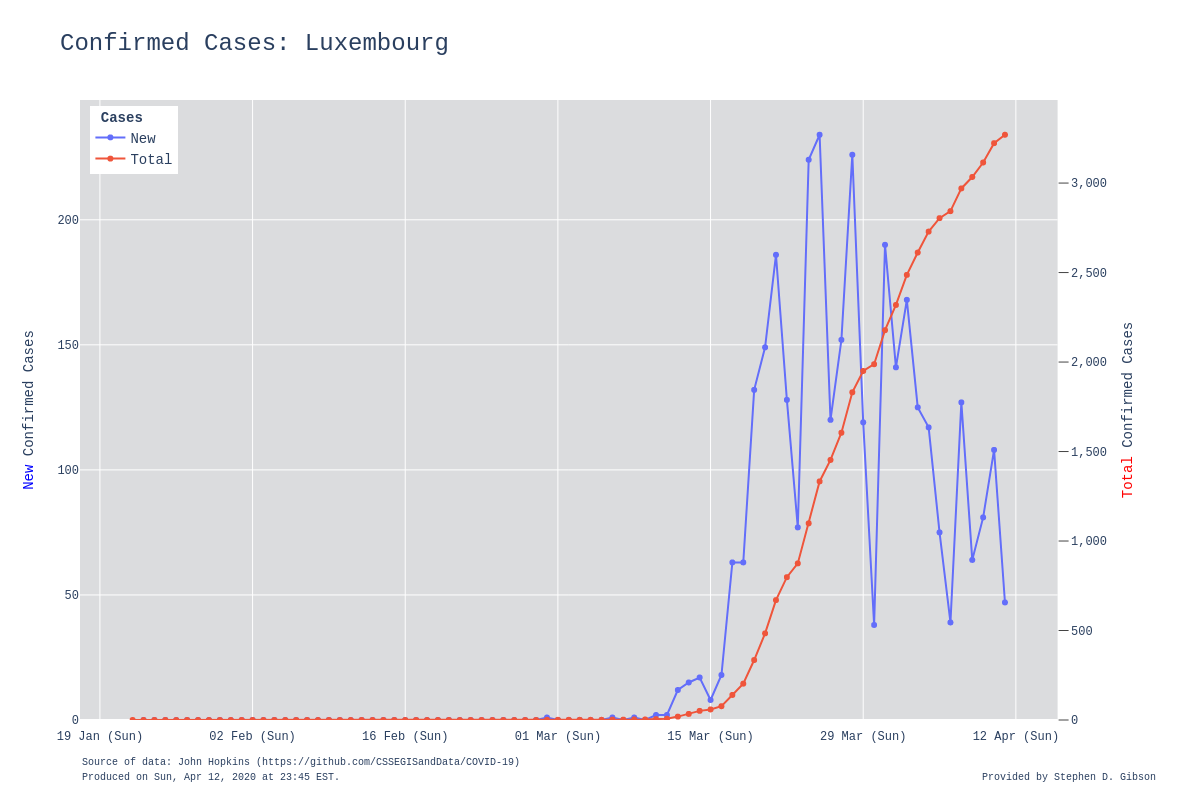 Confirmed Cases: Luxembourg
Cases
New
Total
200
150
100
50
0
New Confirmed Cases
3,000
2,500
2,000
1,500
1,000
500
0
Total Confirmed Cases
19 Jan (Sun) 02 Feb (Sun) 16 Feb (Sun) 01 Mar (Sun) 15 Mar (Sun) 29 Mar (Sun) 12 Apr (Sun)
Source of data: John Hopkins (https://github.com/CSSEGISandData/COVID-19)
Produced on Sun, Apr 12, 2020 at 23:45 EST.
Provided by Stephen D. Gibson